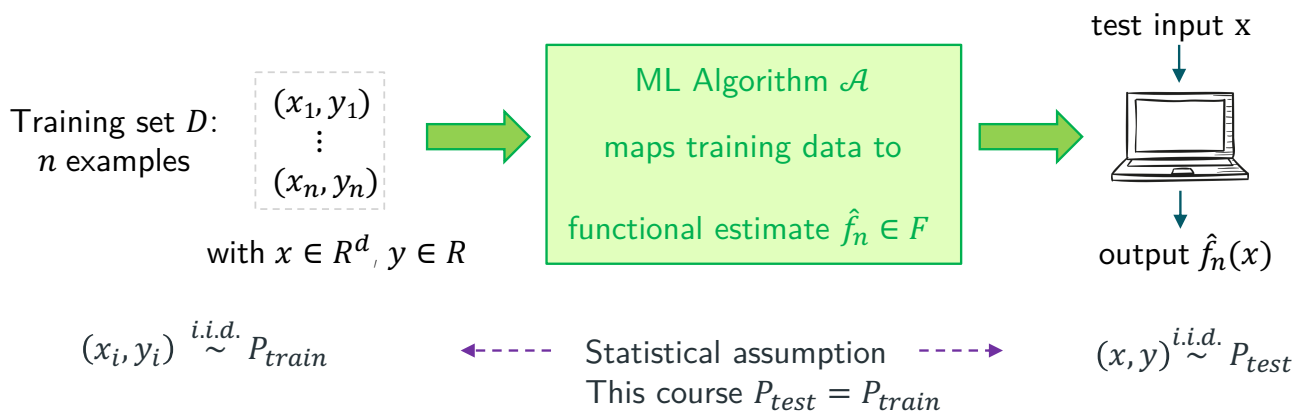 Training set D:
n examples
(x₁, y₁)
⋮
(xₙ, yₙ)
with x ∈ R^d, y ∈ R
ML Algorithm 𝒜
maps training data to
functional estimate f̂ₙ ∈ F
test input x
output f̂ₙ(x)
(xᵢ, yᵢ) i.i.d. ~ P_train
Statistical assumption
This course P_test = P_train
(x, y) i.i.d. ~ P_test